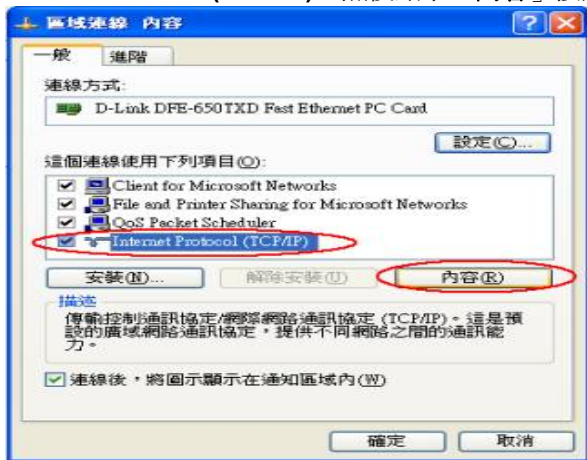 區域連線 內容
一般 進階
連線方式:
D-Link DFE-650TXD Fast Ethernet PC Card
設定(C)...
這個連線使用下列項目(O):
Client for Microsoft Networks
File and Printer Sharing for Microsoft Networks
QoS Packet Scheduler
Internet Protocol (TCP/IP)
安裝(N)... 解除安裝(U) 內容(R)
描述
傳輸控制通訊協定/網際網路通訊協定 (TCP/IP)。這是預
設的廣域網路通訊協定,提供不同網路之間的通訊能
力。
連線後,將圖示顯示在通知區域內(W)
確定 取消